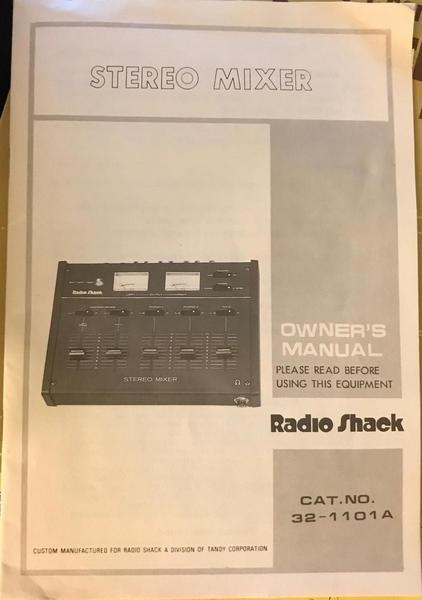 STEREO MIXER
Radio Shack
STEREO MIXER
OWNER'S
MANUAL
PLEASE READ BEFORE
USING THIS EQUIPMENT
Radio Shack
CAT.NO.
32-1101A
CUSTOM MANUFACTURED FOR RADIO SHACK A DIVISION OF TANDY CORPORATION